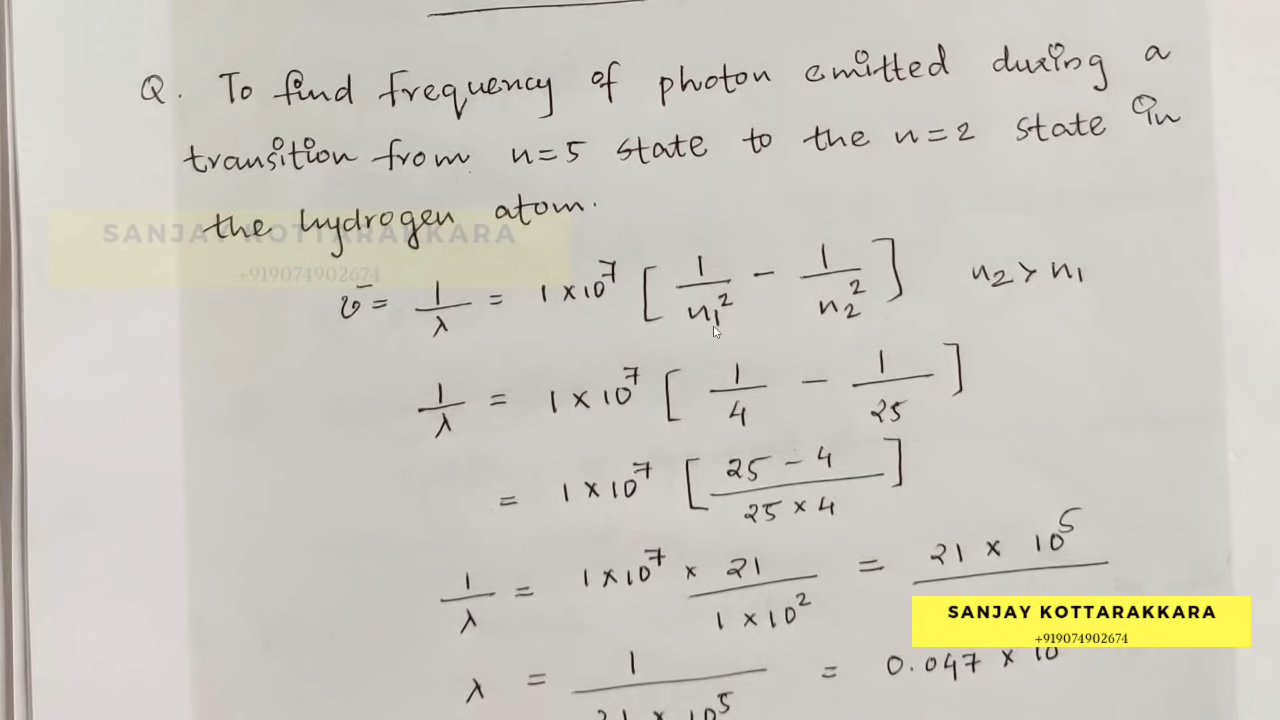 Q. To find frequency of photon emitted during a
transition from n=5 state to the n=2 state in
the hydrogen atom.
SANJAY KOTTARAKKARA
+919074902674
ν̄ = 1/λ = 1 × 10⁷ [ 1/n₁² − 1/n₂² ] n₂ > n₁
1/λ = 1 × 10⁷ [ 1/4 − 1/25 ]
= 1 × 10⁷ [ (25 − 4)/(25 × 4) ]
1/λ = 1 × 10⁷ × 21/(1 × 10²) = 21 × 10⁵
SANJAY KOTTARAKKARA
+919074902674
λ = 1/(21 × 10⁵) = 0.047 × 10